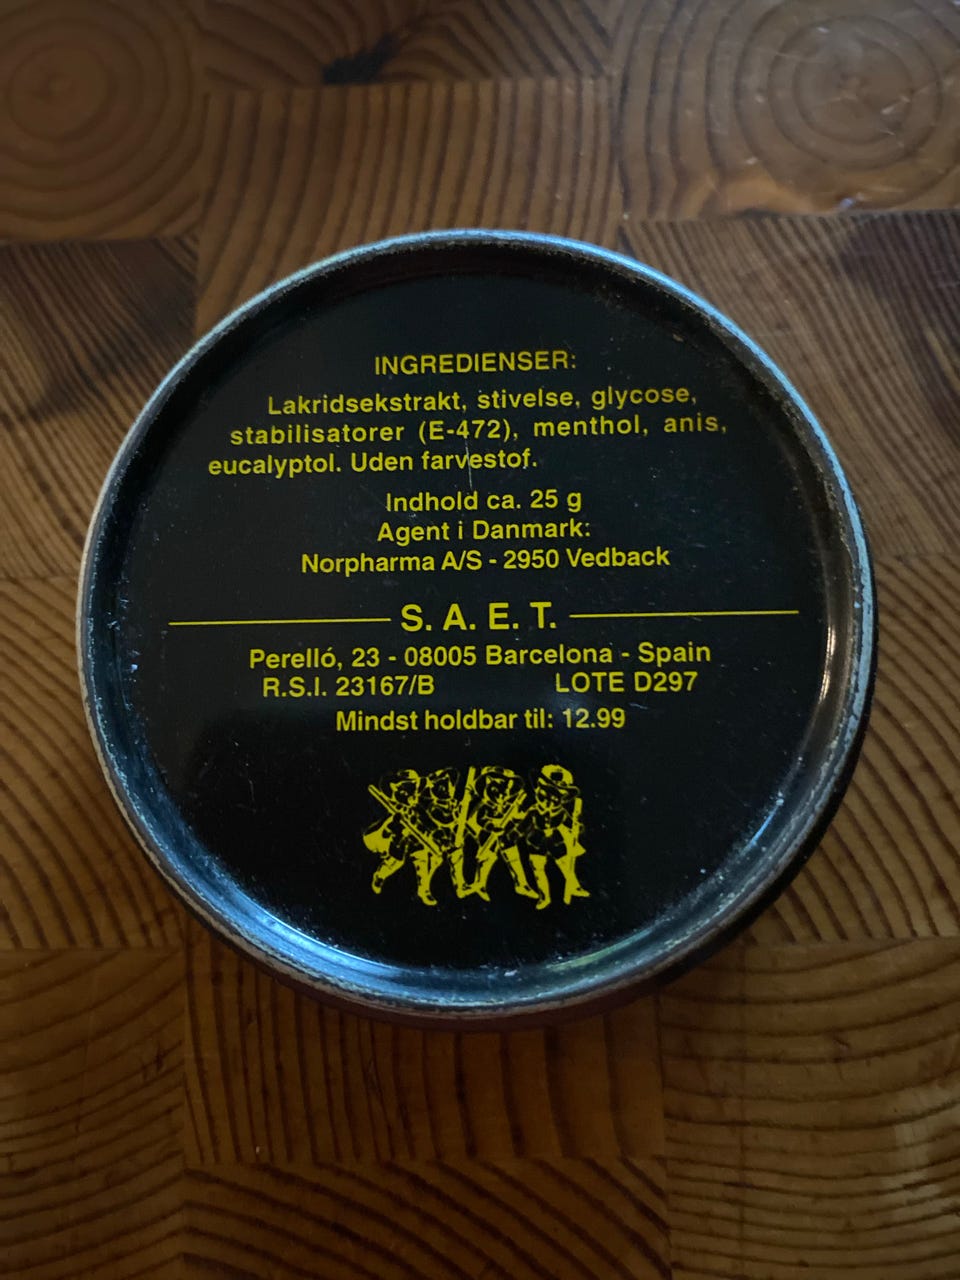 INGREDIENSER:
Lakridsekstrakt, stivelse, glycose,
stabilisatorer (E-472), menthol, anis,
eucalyptol. Uden farvestof.
Indhold ca. 25 g
Agent i Danmark:
Norpharma A/S - 2950 Vedback
S. A. E. T.
Perelló, 23 - 08005 Barcelona - Spain
R.S.I. 23167/B LOTE D297
Mindst holdbar til: 12.99